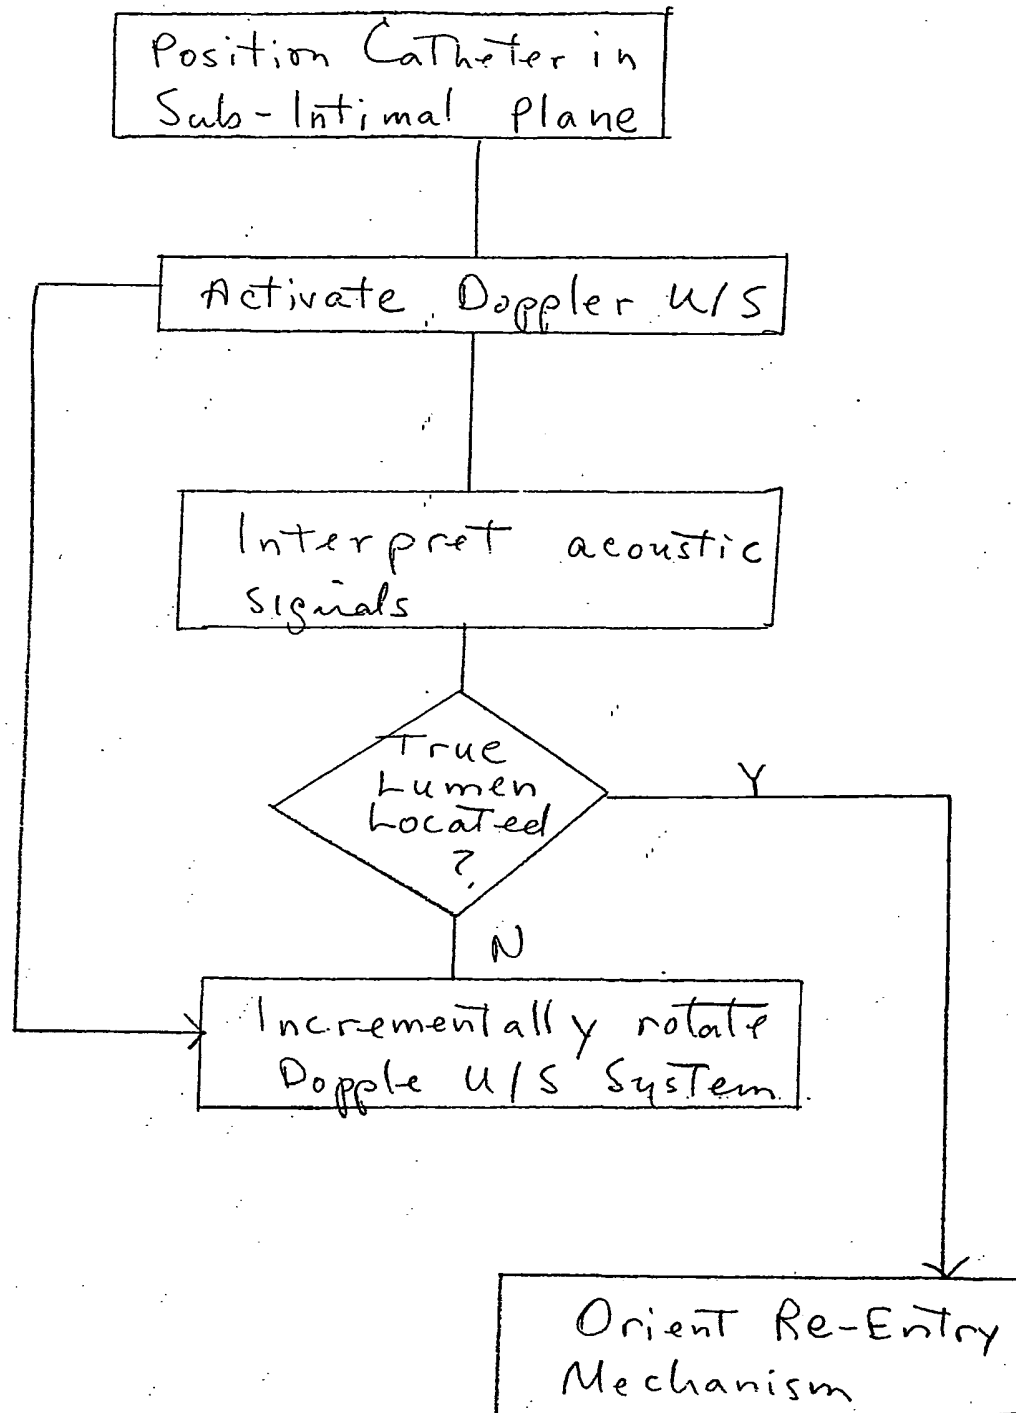 Position Catheter in
Sub-Intimal Plane
Activate Doppler U/S
Interpret acoustic
signals
True
Lumen
Located
?
Y
N
Incrementally rotate
Dopple U/S System
Orient Re-Entry
Mechanism